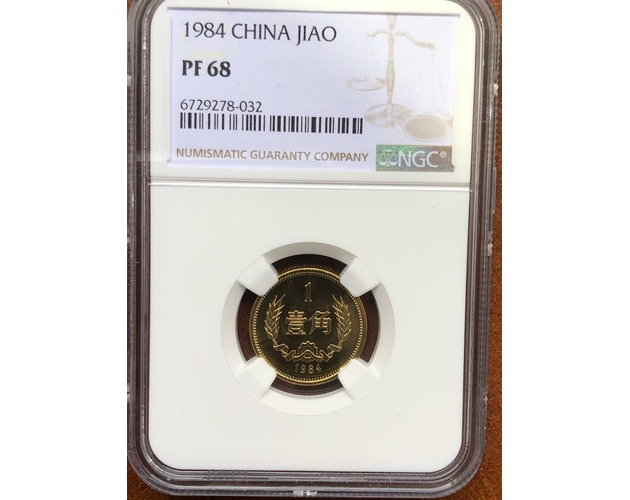 1984 CHINA JIAO
PF 68
6729278-032
NUMISMATIC GUARANTY COMPANY
NGC®
1
壹角
1984